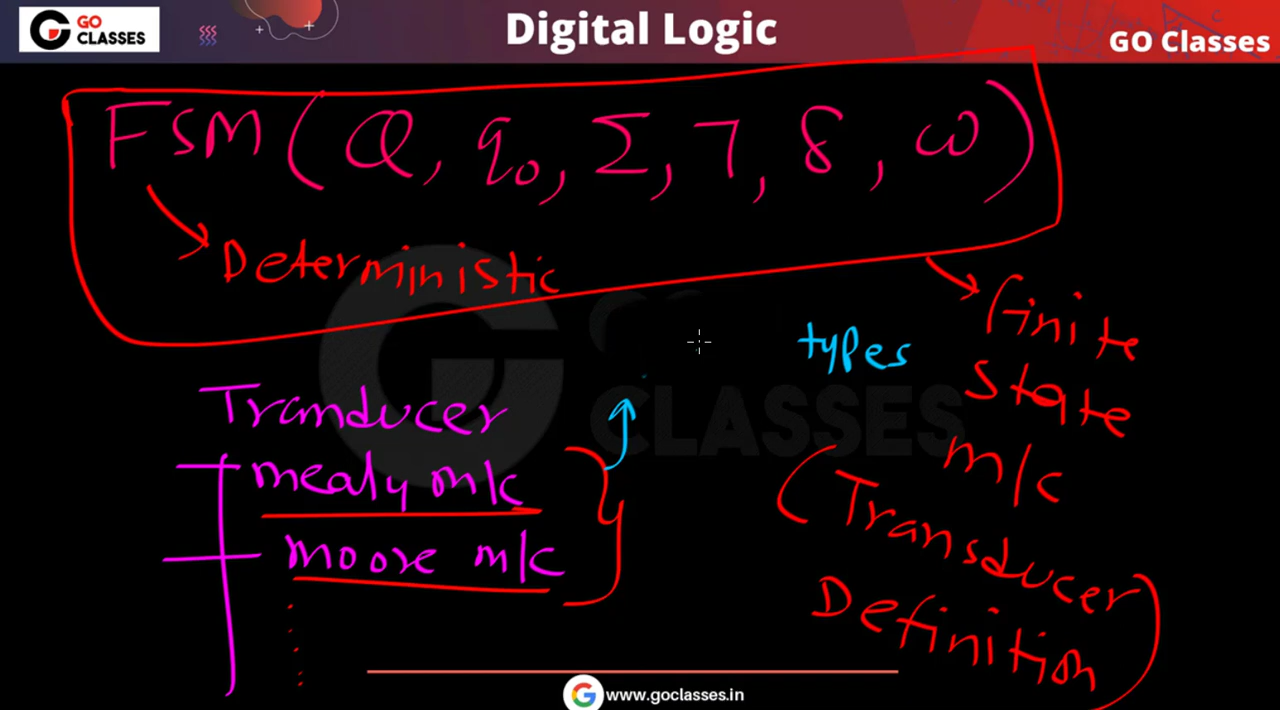 GO CLASSES
Digital Logic
GO Classes
FSM (Q, q0, Σ, ⅂, δ, ω)
Deterministic
Finite
State
m/c
(Transducer
Definition)
types
Tranducer
mealy m/c
moore m/c
CLASSES
www.goclasses.in